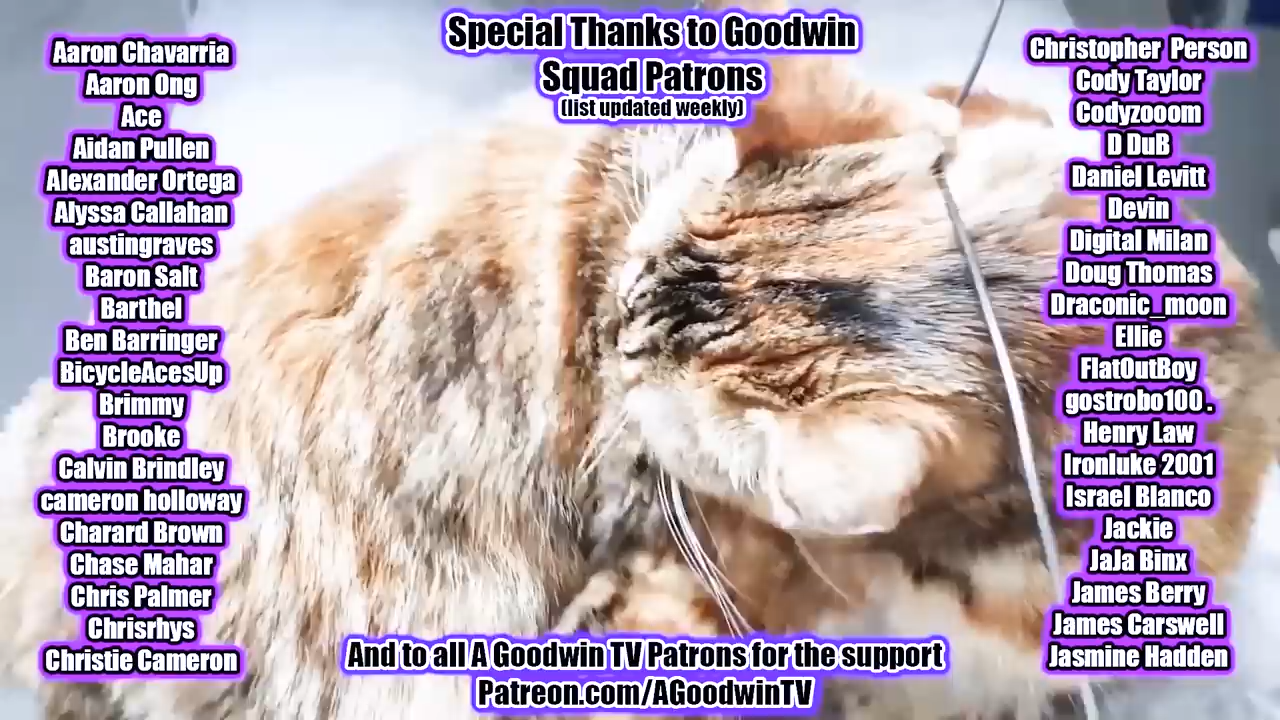 Special Thanks to Goodwin
Squad Patrons
(list updated weekly)
Aaron Chavarria
Aaron Ong
Ace
Aidan Pullen
Alexander Ortega
Alyssa Callahan
austingraves
Baron Salt
Barthel
Ben Barringer
BicycleAcesUp
Brimmy
Brooke
Calvin Brindley
cameron holloway
Charard Brown
Chase Mahar
Chris Palmer
Chrisrhys
Christie Cameron
Christopher Person
Cody Taylor
Codyzooom
D DuB
Daniel Levitt
Devin
Digital Milan
Doug Thomas
Draconic_moon
Ellie
FlatOutBoy
gostrobo100 .
Henry Law
Ironluke 2001
Israel Blanco
Jackie
JaJa Binx
James Berry
James Carswell
Jasmine Hadden
And to all A Goodwin TV Patrons for the support
Patreon.com/AGoodwinTV